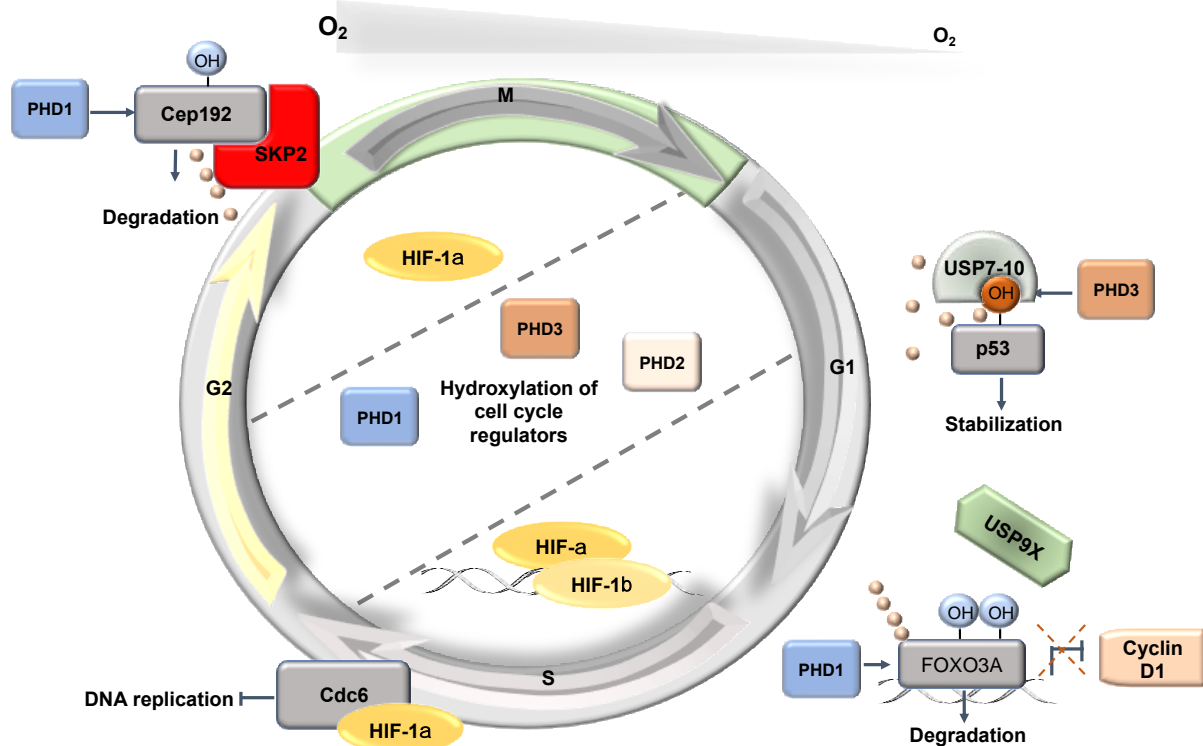 O2
O2
OH
PHD1
Cep192
SKP2
Degradation
M
HIF-1a
USP7-10
OH
PHD3
p53
Stabilization
PHD3
PHD2
G1
G2
PHD1
Hydroxylation of
cell cycle
regulators
USP9X
HIF-a
HIF-1b
OH
OH
PHD1
FOXO3A
Cyclin
D1
Degradation
S
DNA replication
Cdc6
HIF-1a